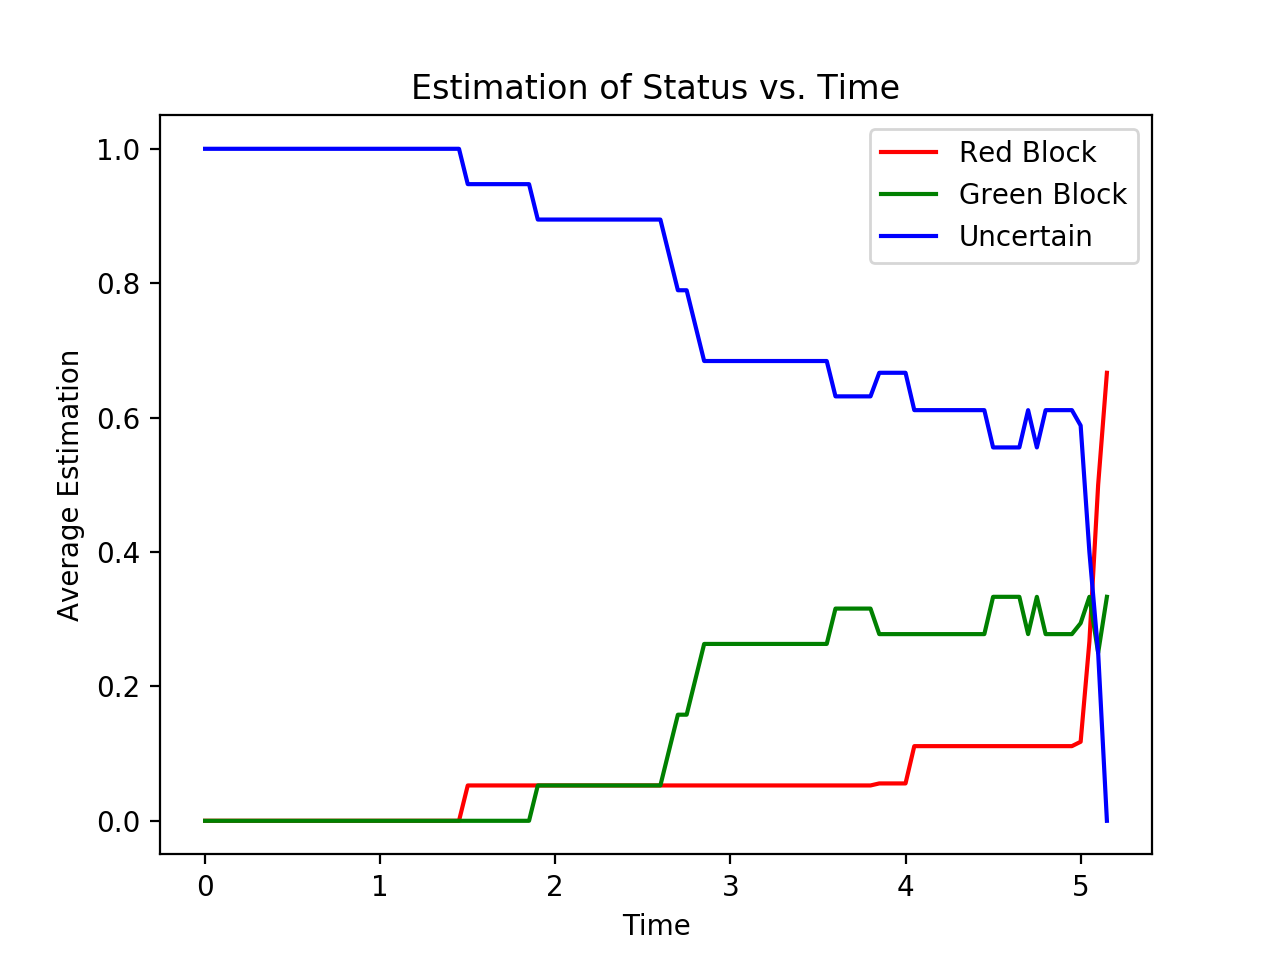 Estimation of Status vs. Time
Red Block
Green Block
Uncertain
Average Estimation
1.0
0.8
0.6
0.4
0.2
0.0
0 1 2 3 4 5
Time